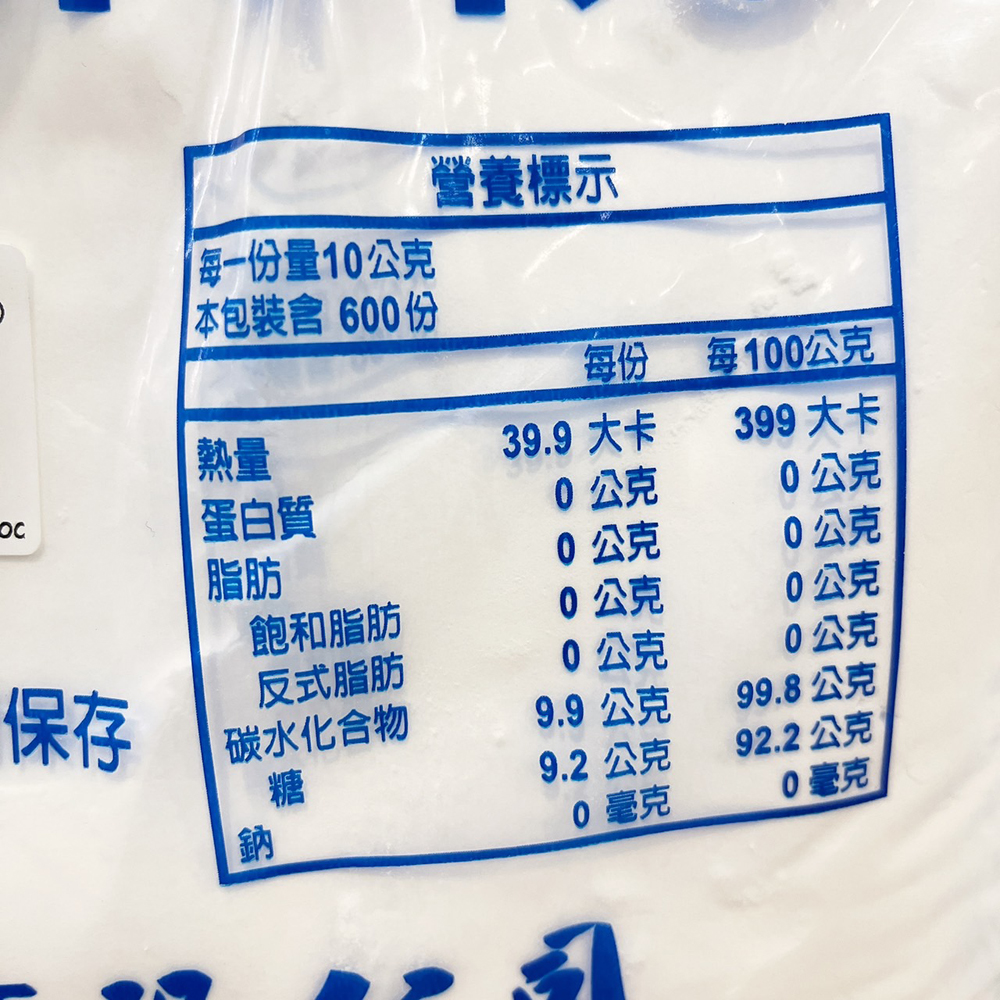 營養標示
每一份量10公克
本包裝含 600份
每份 每100公克
熱量 39.9 大卡 399 大卡
蛋白質 0 公克 0 公克
脂肪 0 公克 0 公克
飽和脂肪 0 公克 0 公克
反式脂肪 0 公克 0 公克
碳水化合物 9.9 公克 99.8 公克
糖 9.2 公克 92.2 公克
鈉 0 毫克 0 毫克
保存